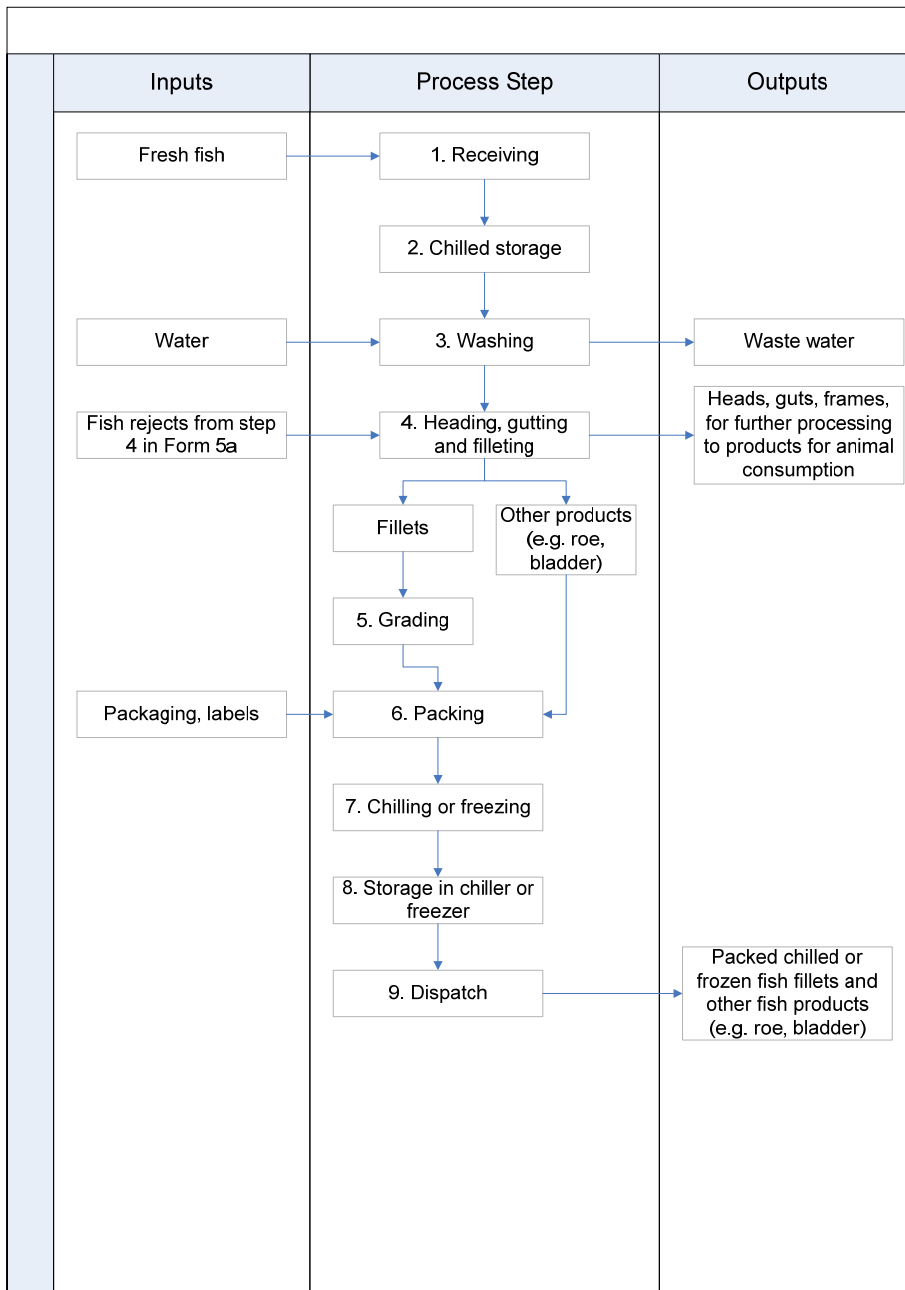 Inputs
Process Step
Outputs
Fresh fish
1. Receiving
2. Chilled storage
Water
3. Washing
Waste water
Fish rejects from step
4 in Form 5a
4. Heading, gutting
and filleting
Heads, guts, frames,
for further processing
to products for animal
consumption
Fillets
Other products
(e.g. roe,
bladder)
5. Grading
Packaging, labels
6. Packing
7. Chilling or freezing
8. Storage in chiller or
freezer
9. Dispatch
Packed chilled or
frozen fish fillets and
other fish products
(e.g. roe, bladder)